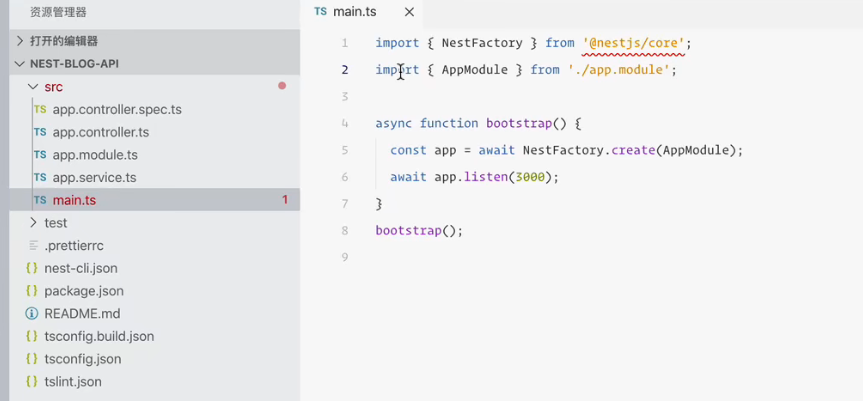 资源管理器
打开的编辑器
NEST-BLOG-API
src
TS app.controller.spec.ts
TS app.controller.ts
TS app.module.ts
TS app.service.ts
TS main.ts 1
test
.prettierrc
{} nest-cli.json
{} package.json
README.md
{} tsconfig.build.json
{} tsconfig.json
{} tslint.json
TS main.ts
1 import { NestFactory } from '@nestjs/core';
2 import { AppModule } from './app.module';
3
4 async function bootstrap() {
5 const app = await NestFactory.create(AppModule);
6 await app.listen(3000);
7 }
8 bootstrap();
9